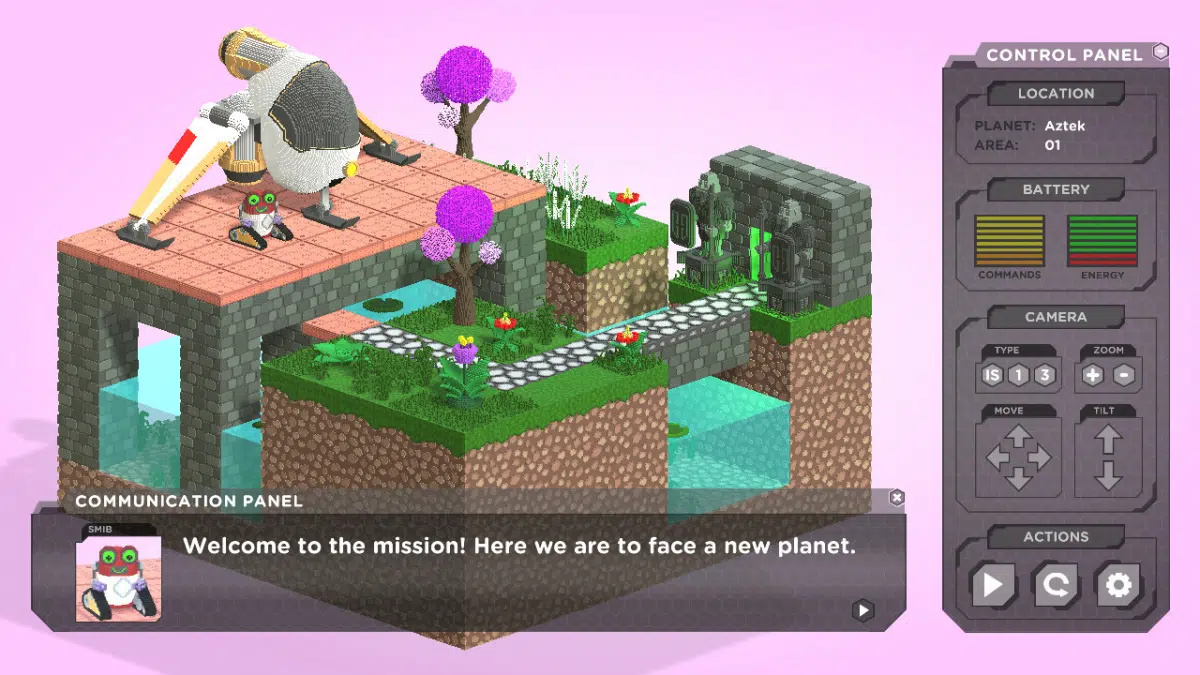 CONTROL PANEL
LOCATION
PLANET: Aztek
AREA: 01
BATTERY
COMMANDS ENERGY
CAMERA
TYPE ZOOM
IS 1 3 + -
MOVE TILT
ACTIONS
COMMUNICATION PANEL
SMIB
Welcome to the mission! Here we are to face a new planet.